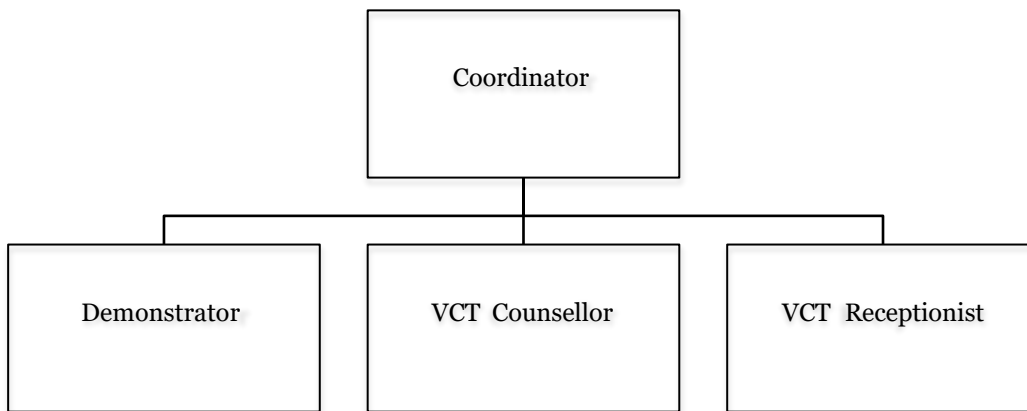 Coordinator
Demonstrator
VCT Counsellor
VCT Receptionist